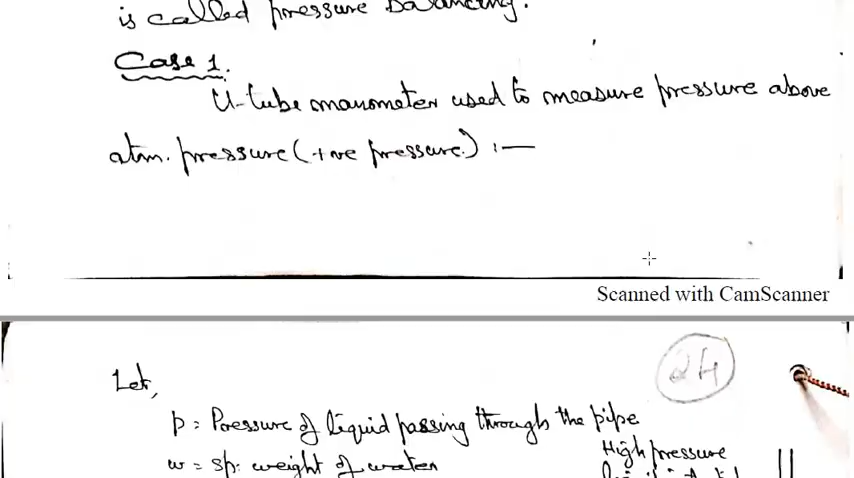 is called pressure Balancing.
Case 1.
U-tube manometer used to measure pressure above
atm. pressure (+ve pressure) :—
Scanned with CamScanner
24
Let,
p = Pressure of liquid passing through the pipe
High pressure
w = sp. weight of water